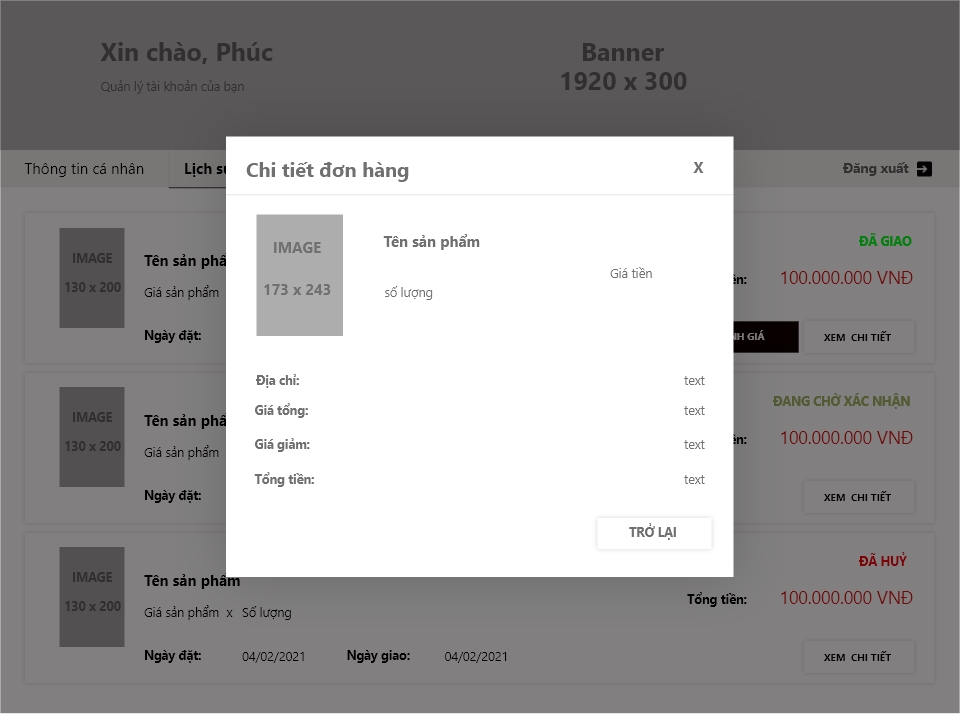 Xin chào, Phúc
Quản lý tài khoản của bạn
Banner
1920 x 300
Thông tin cá nhân
Lịch
Đăng xuất
Chi tiết đơn hàng
X
IMAGE
173 x 243
Tên sản phẩm
Giá tiền
số lượng
Địa chỉ: text
Giá tổng: text
Giá giảm: text
Tổng tiền: text
TRỞ LẠI
IMAGE
130 x 200
Tên sản
Giá sản phẩm
Ngày đặt:
ĐÃ GIAO
100.000.000 VNĐ
GIÁ
XEM CHI TIẾT
IMAGE
130 x 200
Tên sản
Giá sản phẩm
Ngày đặt:
ĐANG CHỜ XÁC NHẬN
100.000.000 VNĐ
XEM CHI TIẾT
IMAGE
130 x 200
Tên sản phẩm
Giá sản phẩm x Số lượng
Ngày đặt: 04/02/2021 Ngày giao: 04/02/2021
ĐÃ HUỶ
Tổng tiền: 100.000.000 VNĐ
XEM CHI TIẾT